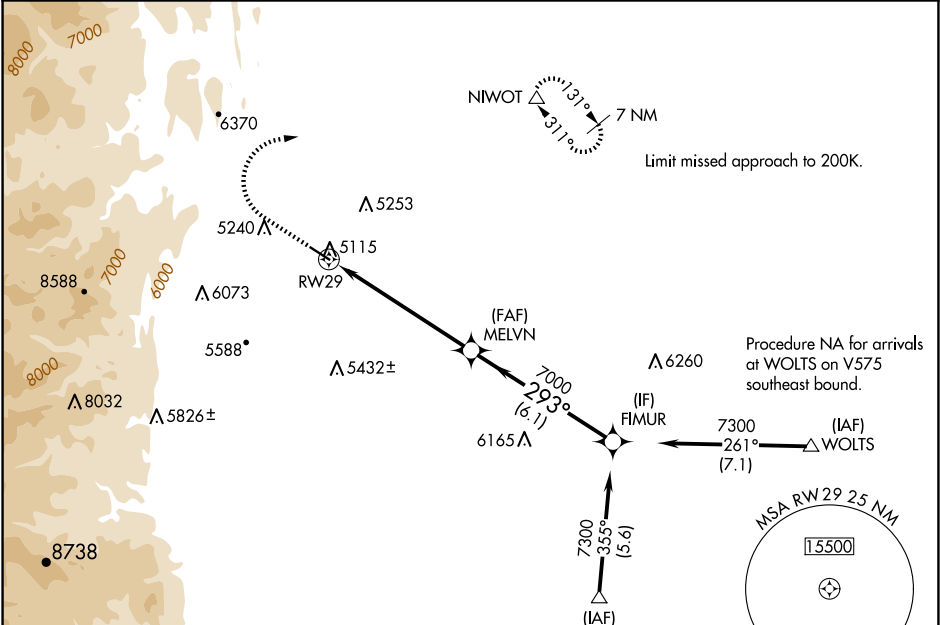 8000
7000
6370
NIWOT
131°
311°
7 NM
Limit missed approach to 200K.
5253
5240
5115
RW29
8588
7000
6000
6073
5588
8000
8032
5826±
5432±
(FAF)
MELVN
7000
293°
(6.1)
6165
(IF)
FIMUR
6260
Procedure NA for arrivals
at WOLTS on V575
southeast bound.
7300
261°
(7.1)
(IAF)
WOLTS
7300
355°
(5.6)
(IAF)
8738
MSA RW29 25 NM
15500